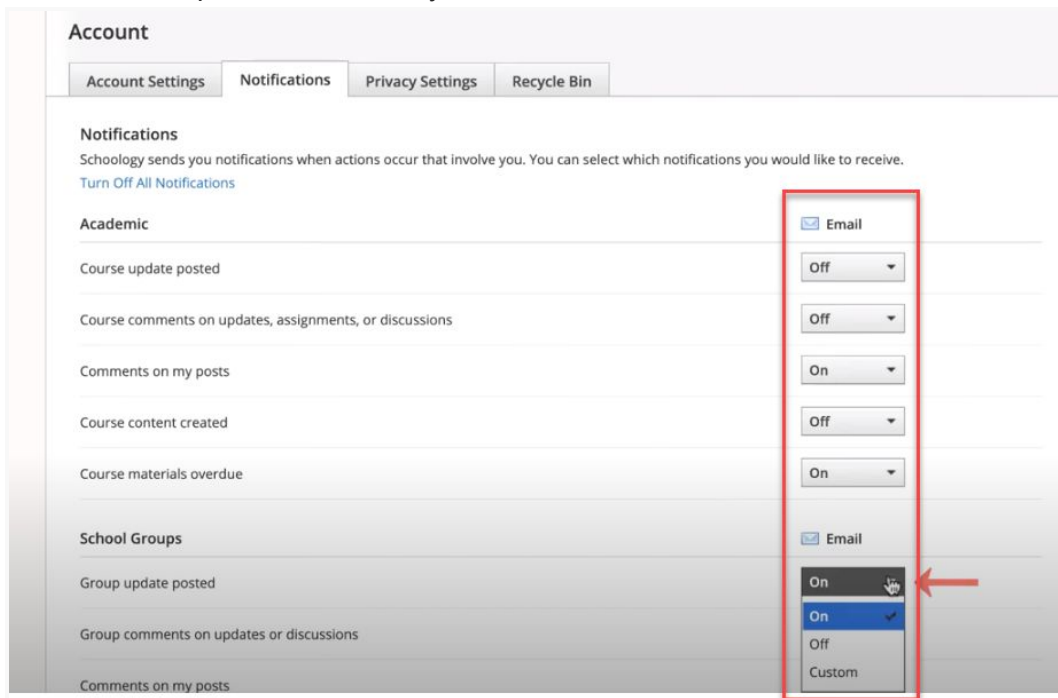 Account
Account Settings Notifications Privacy Settings Recycle Bin
Notifications
Schoology sends you notifications when actions occur that involve you. You can select which notifications you would like to receive.
Turn Off All Notifications
Academic Email
Course update posted Off
Course comments on updates, assignments, or discussions Off
Comments on my posts On
Course content created Off
Course materials overdue On
School Groups Email
Group update posted On
On
Group comments on updates or discussions
Off
Custom
Comments on my posts